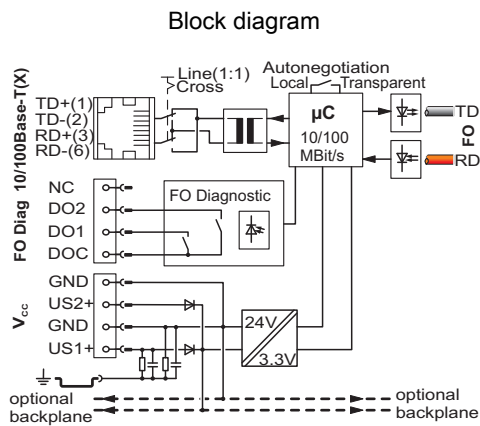 Block diagram
Line(1:1)
Cross
Autonegotiation
Local
Transparent
10/100Base-T(X)
TD+(1)
TD-(2)
RD+(3)
RD-(6)
µC
10/100
MBit/s
TD
FO
RD
FO Diag
NC
DO2
DO1
DOC
FO Diagnostic
Vcc
GND
US2+
GND
US1+
24V
3.3V
optional
backplane
optional
backplane